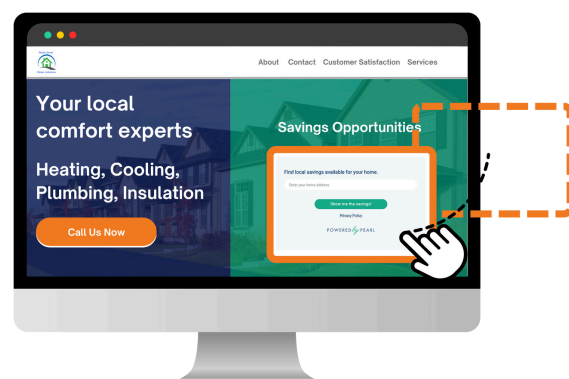 About Contact Customer Satisfaction Services
Your local
comfort experts
Heating, Cooling,
Plumbing, Insulation
Call Us Now
Savings Opportunities
Find local savings available for your home.
Enter your home address
Show me the savings!
Privacy Policy
POWERED by PEARL